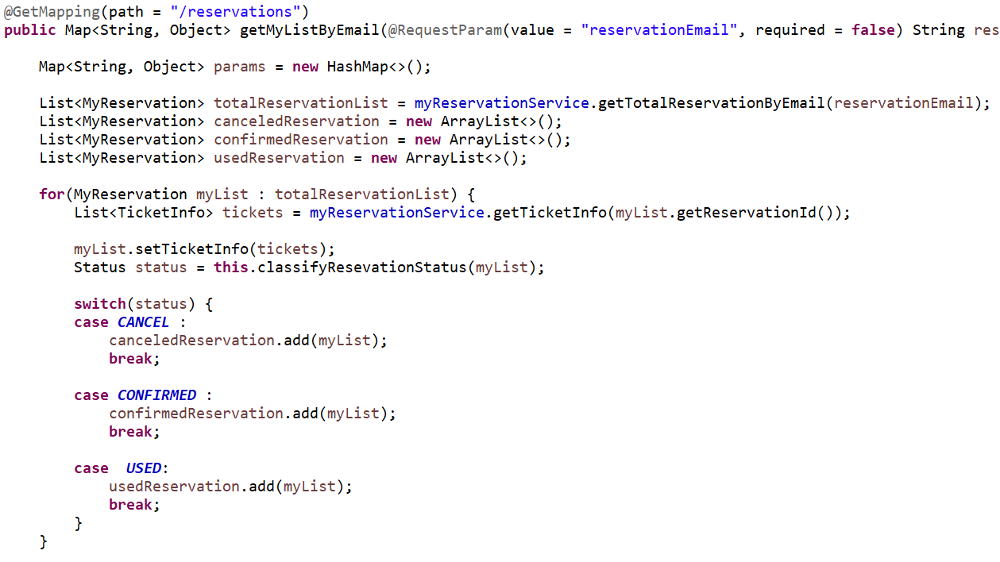 @GetMapping(path = "/reservations")
public Map<String, Object> getMyListByEmail(@RequestParam(value = "reservationEmail", required = false) String res
Map<String, Object> params = new HashMap<>();
List<MyReservation> totalReservationList = myReservationService.getTotalReservationByEmail(reservationEmail);
List<MyReservation> canceledReservation = new ArrayList<>();
List<MyReservation> confirmedReservation = new ArrayList<>();
List<MyReservation> usedReservation = new ArrayList<>();
for(MyReservation myList : totalReservationList) {
List<TicketInfo> tickets = myReservationService.getTicketInfo(myList.getReservationId());
myList.setTicketInfo(tickets);
Status status = this.classifyResevationStatus(myList);
switch(status) {
case CANCEL :
canceledReservation.add(myList);
break;
case CONFIRMED :
confirmedReservation.add(myList);
break;
case  USED:
usedReservation.add(myList);
break;
}
}